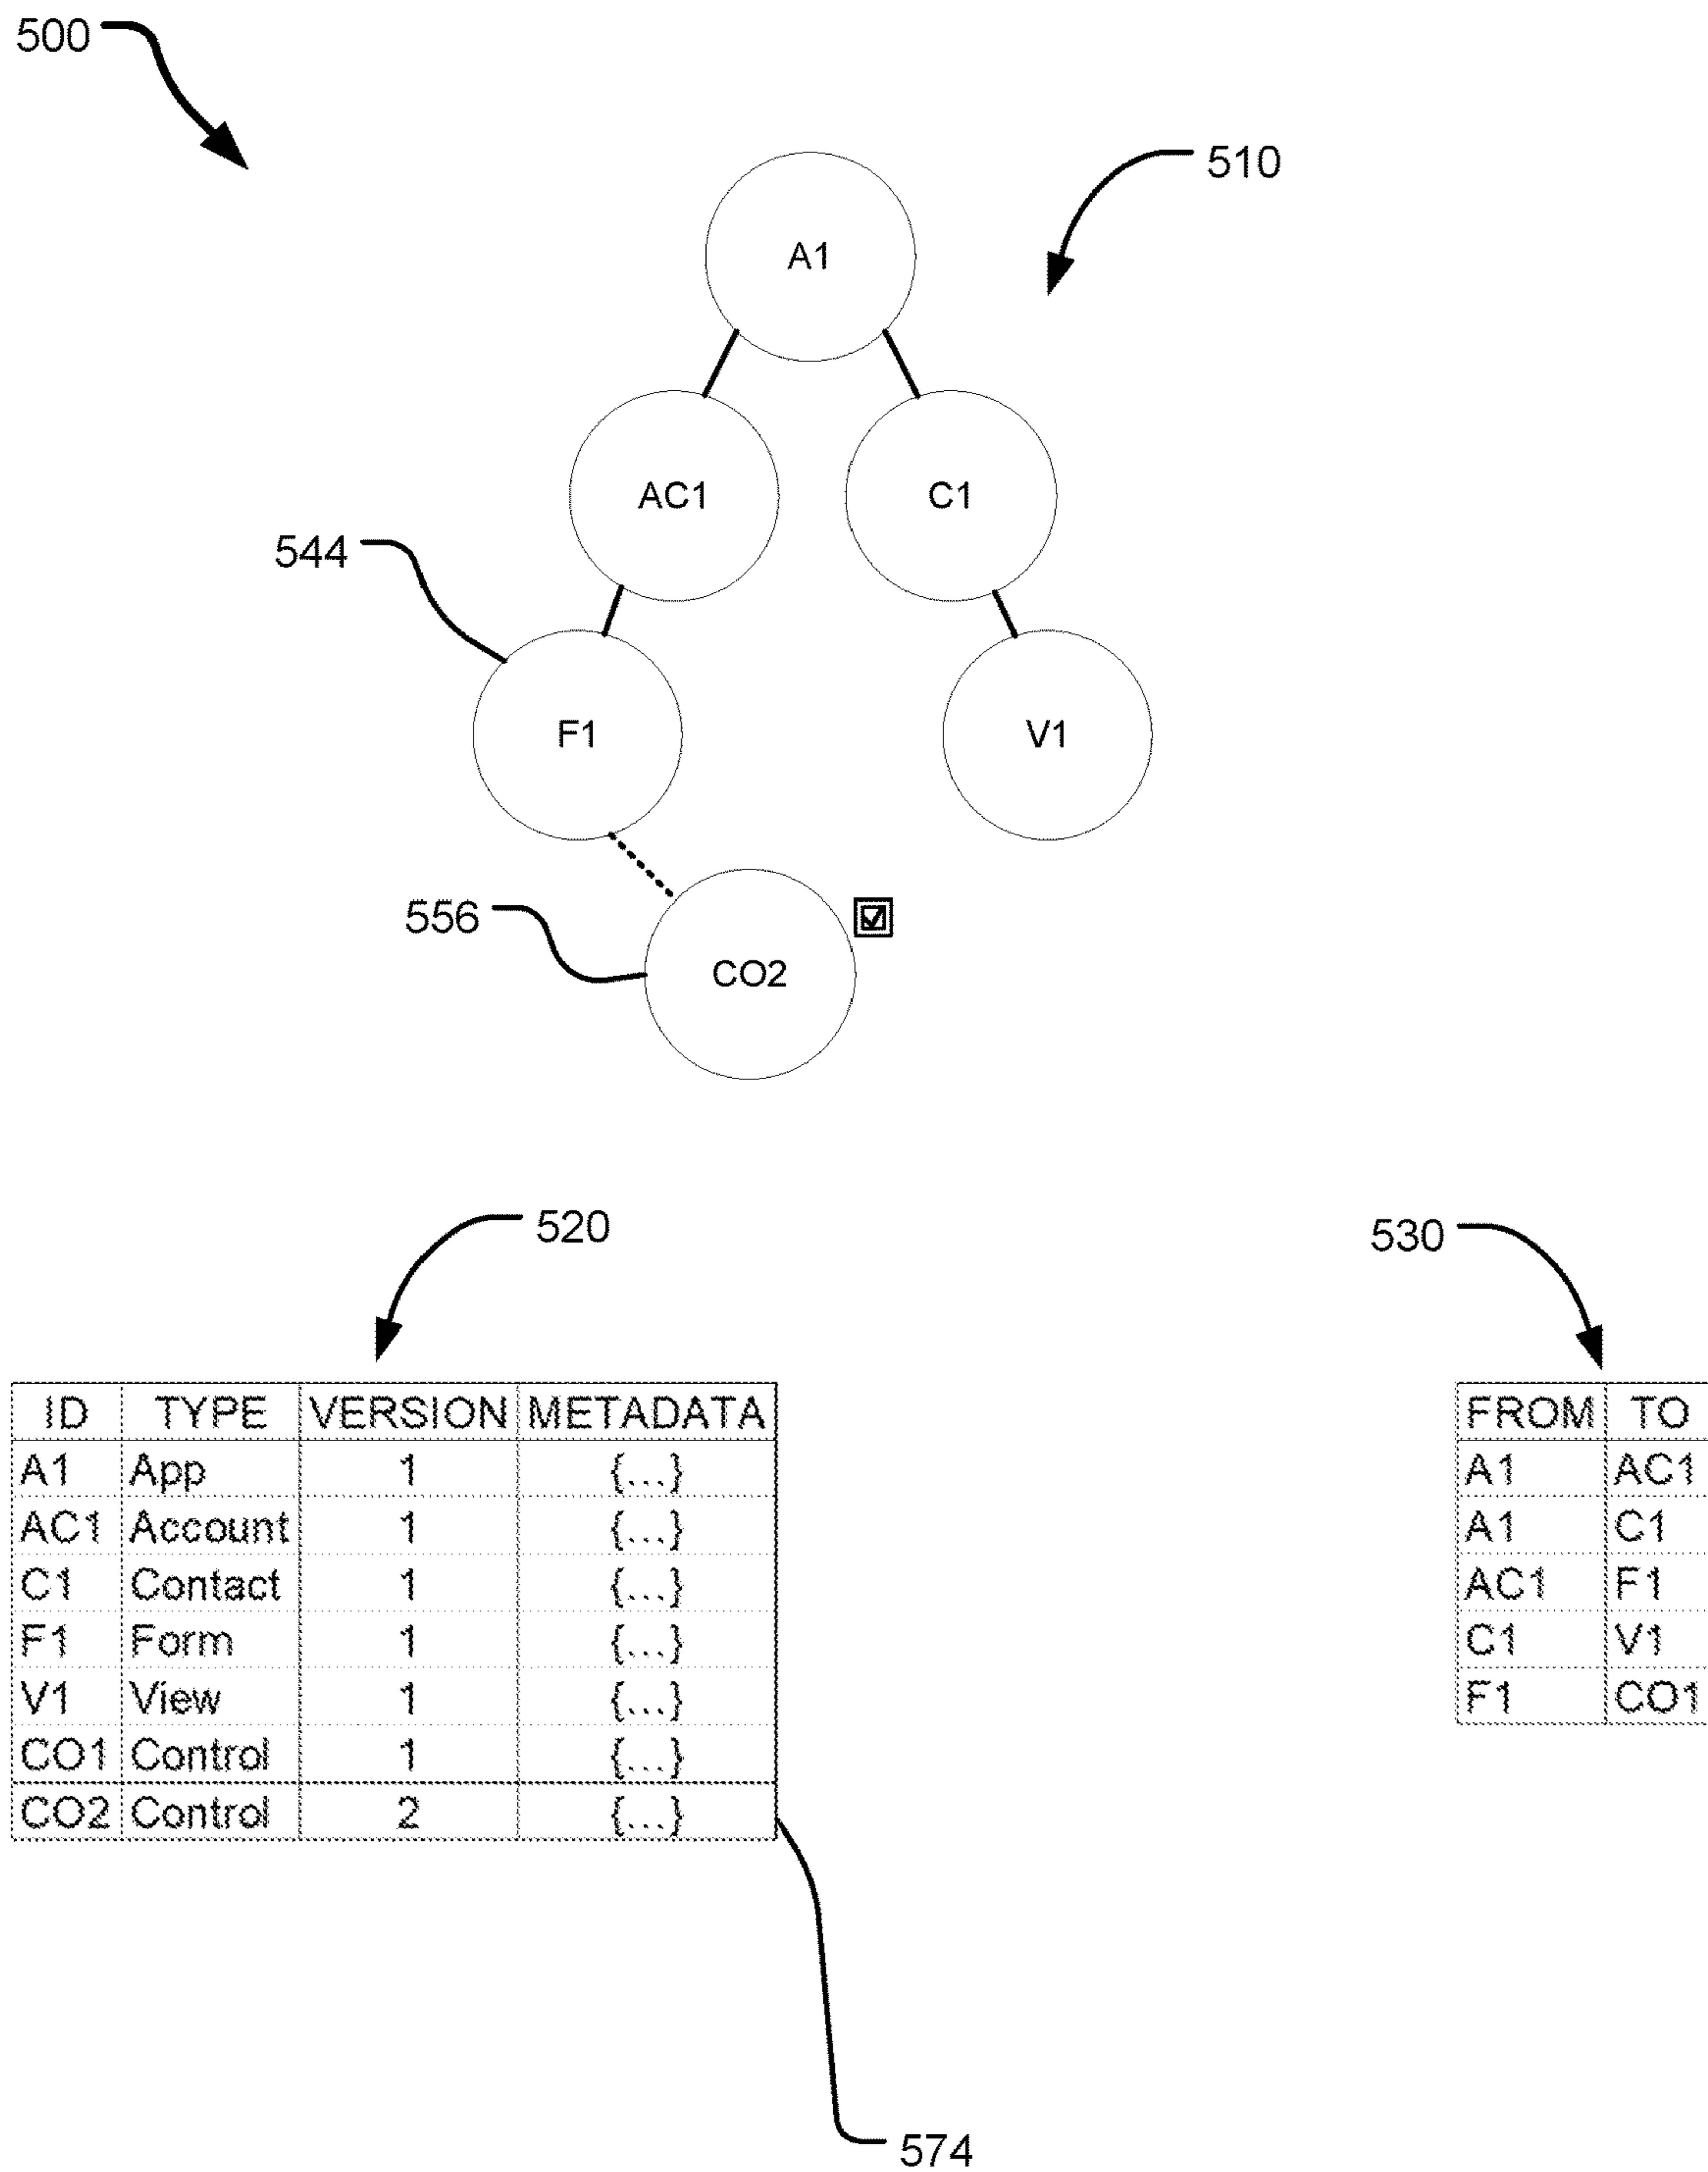 500
510
A1
AC1 C1
544
F1 V1
556
CO2
520
530
ID TYPE VERSION METADATA
A1 App 1 {...}
AC1 Account 1 {...}
C1 Contact 1 {...}
F1 Form 1 {...}
V1 View 1 {...}
CO1 Control 1 {...}
CO2 Control 2 {...}
FROM TO
A1 AC1
A1 C1
AC1 F1
C1 V1
F1 CO1
574